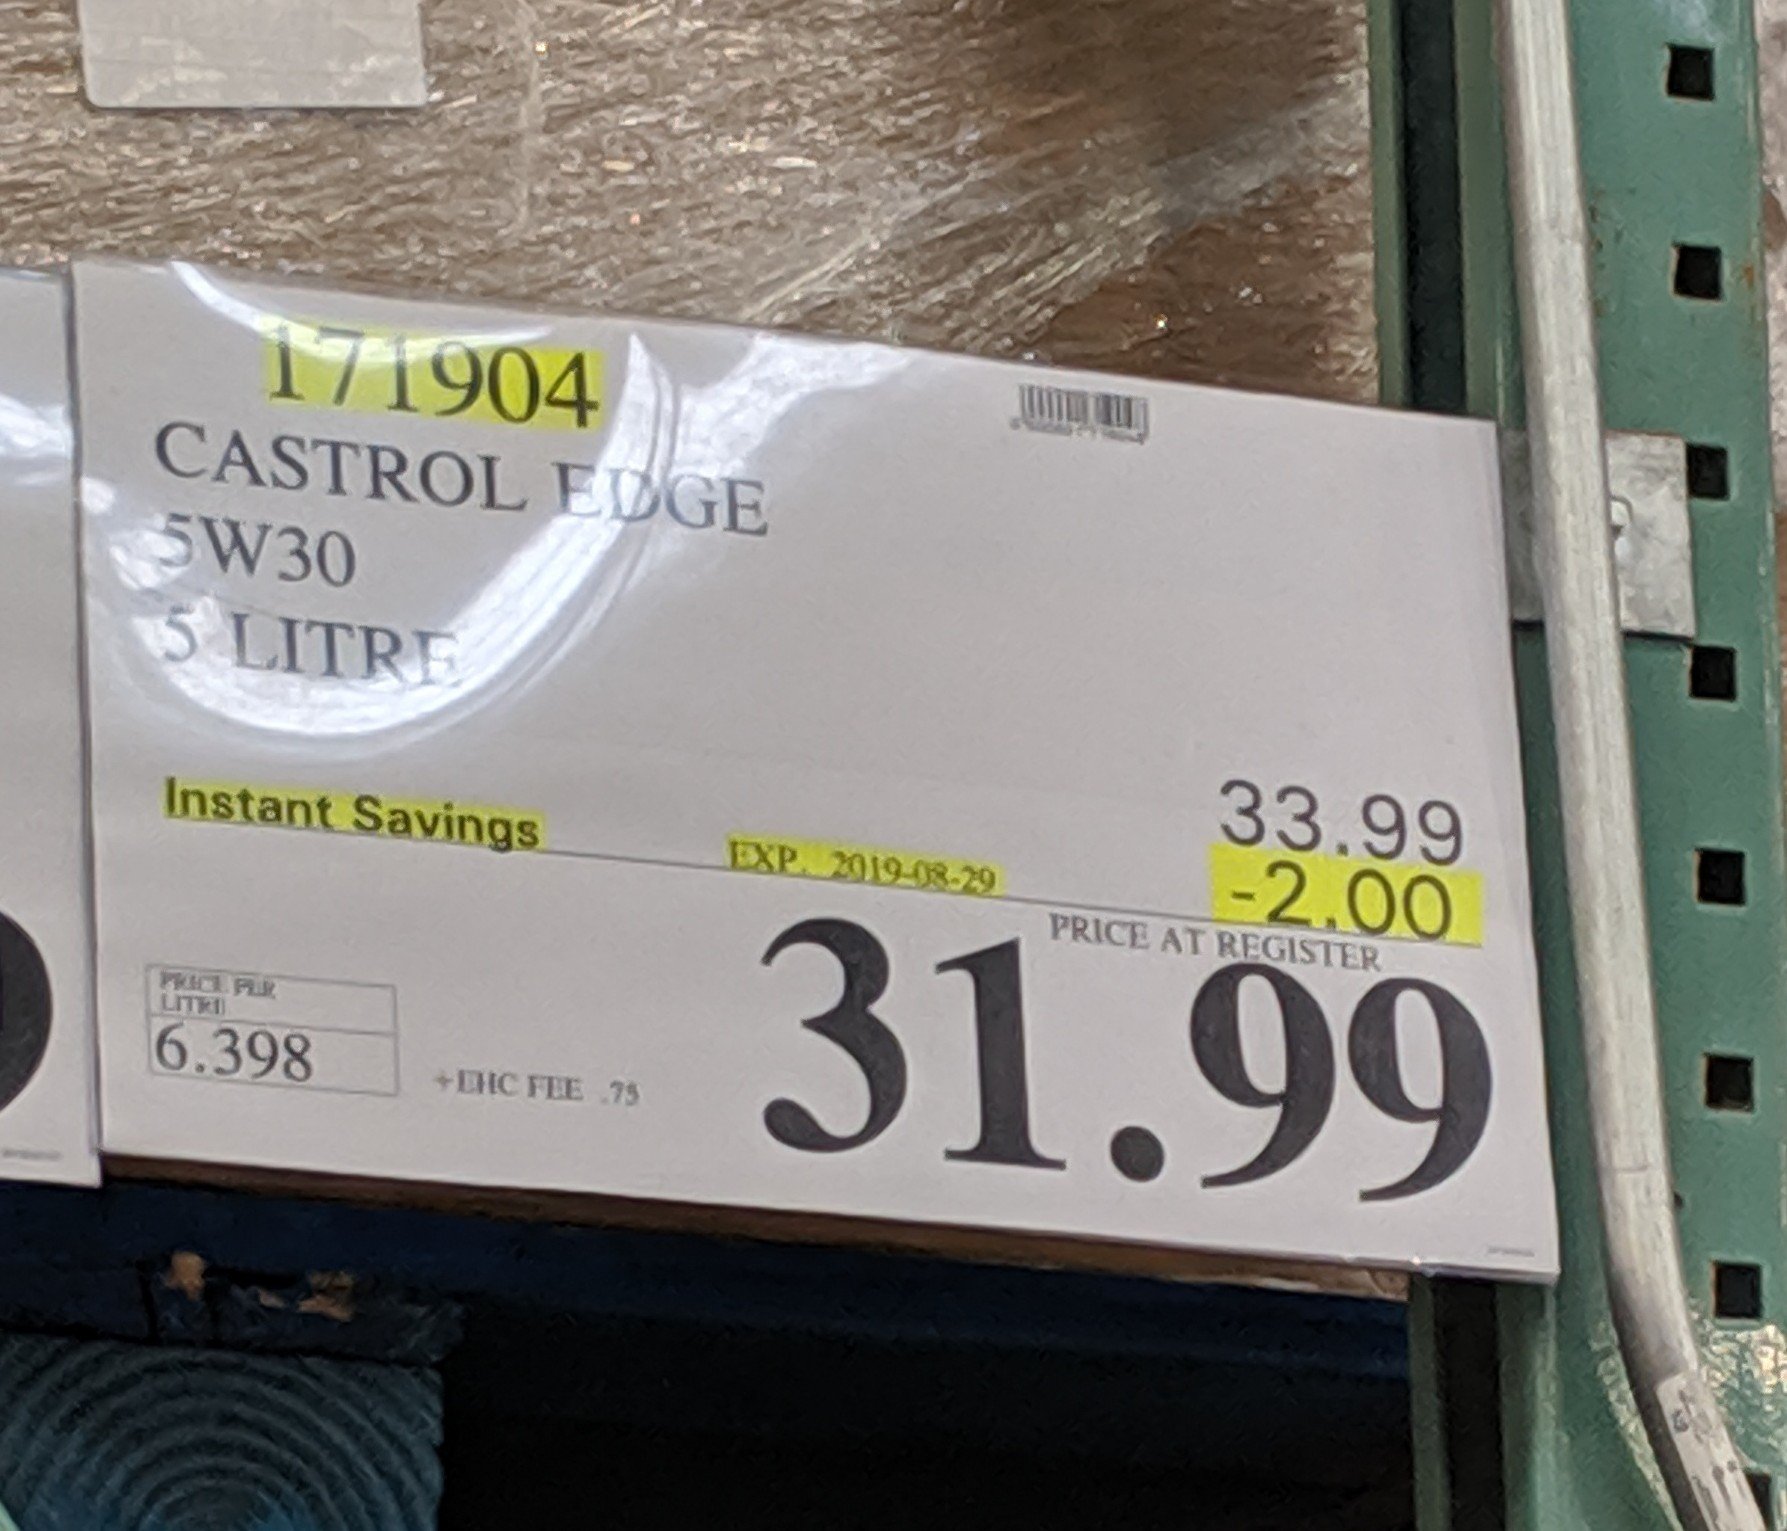 171904
CASTROL EDGE
5W30
5 LITRE
33.99
Instant Savings EXP. 2019-08-29 -2.00
PRICE AT REGISTER
31.99
PRICE PER
LITRE
6.398
+EHC FEE .75